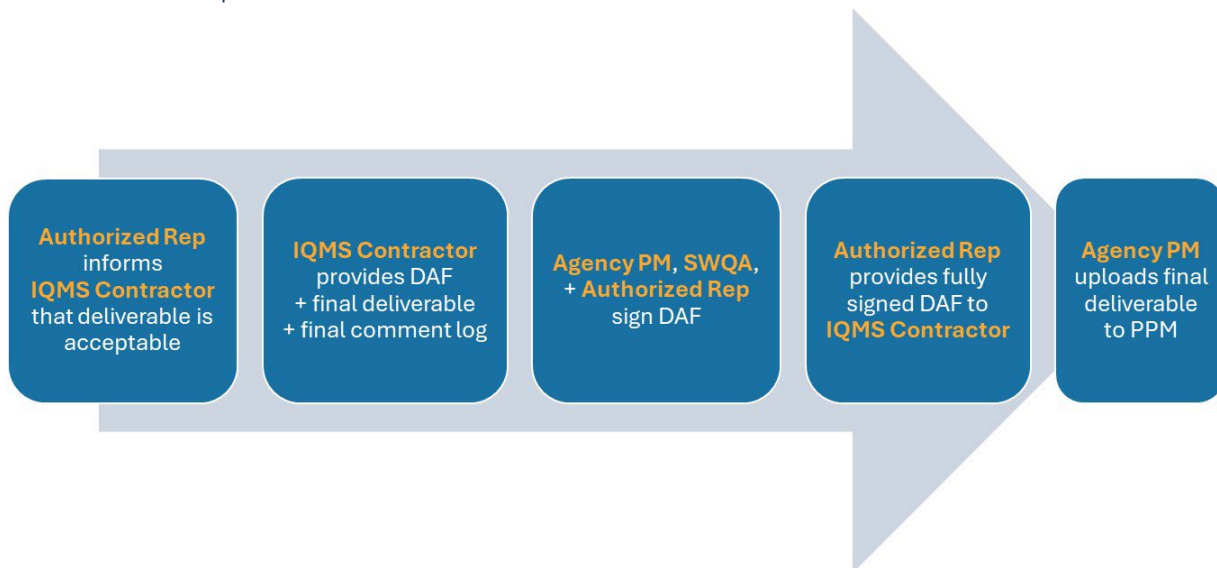 Authorized Rep
informs
IQMS Contractor
that deliverable is
acceptable
IQMS Contractor
provides DAF
+ final deliverable
+ final comment log
Agency PM, SWQA,
+ Authorized Rep
sign DAF
Authorized Rep
provides fully
signed DAF to
IQMS Contractor
Agency PM
uploads final
deliverable
to PPM